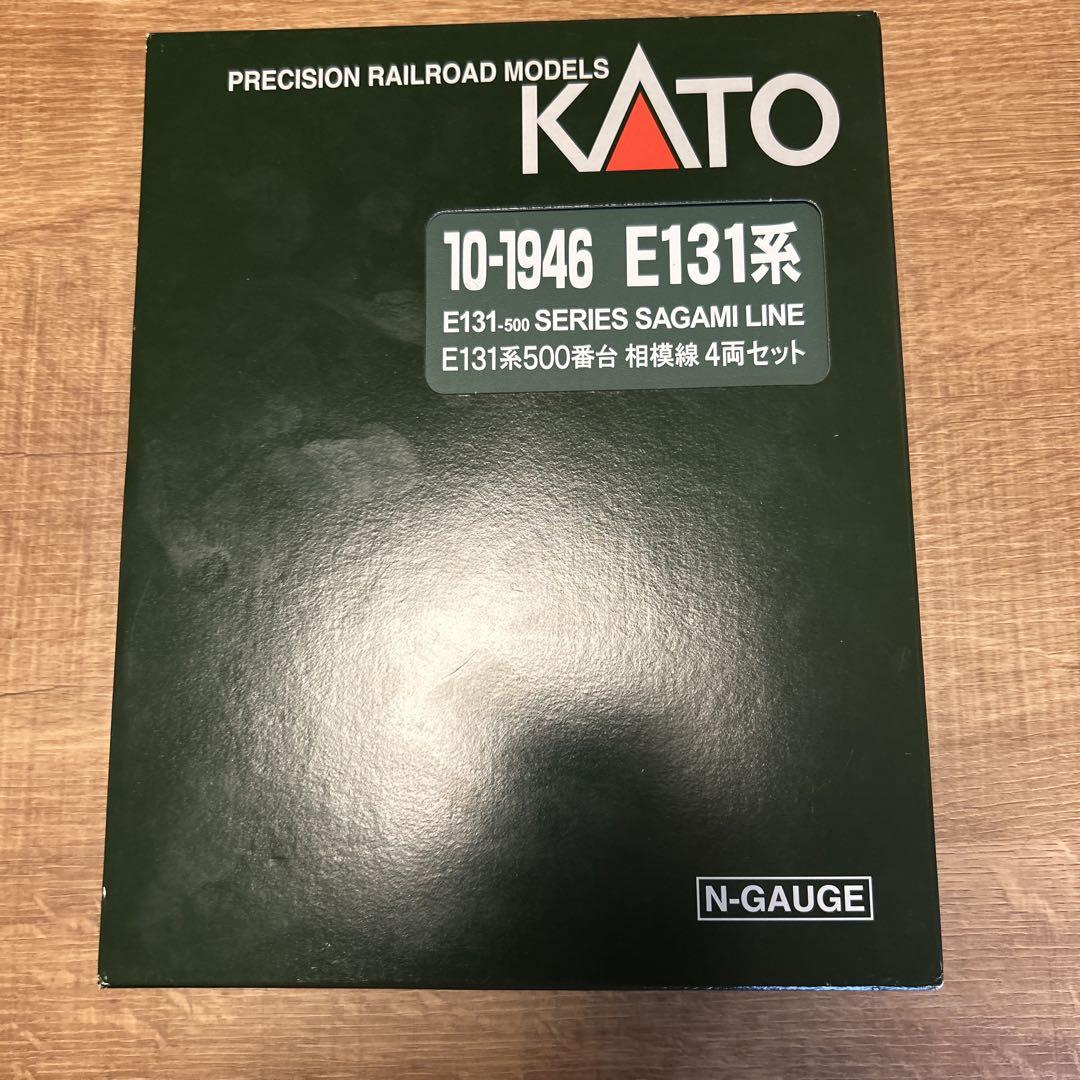 PRECISION RAILROAD MODELS
KATO
10-1946 E131系
E131-500 SERIES SAGAMI LINE
E131系500番台 相模線 4両セット
N-GAUGE